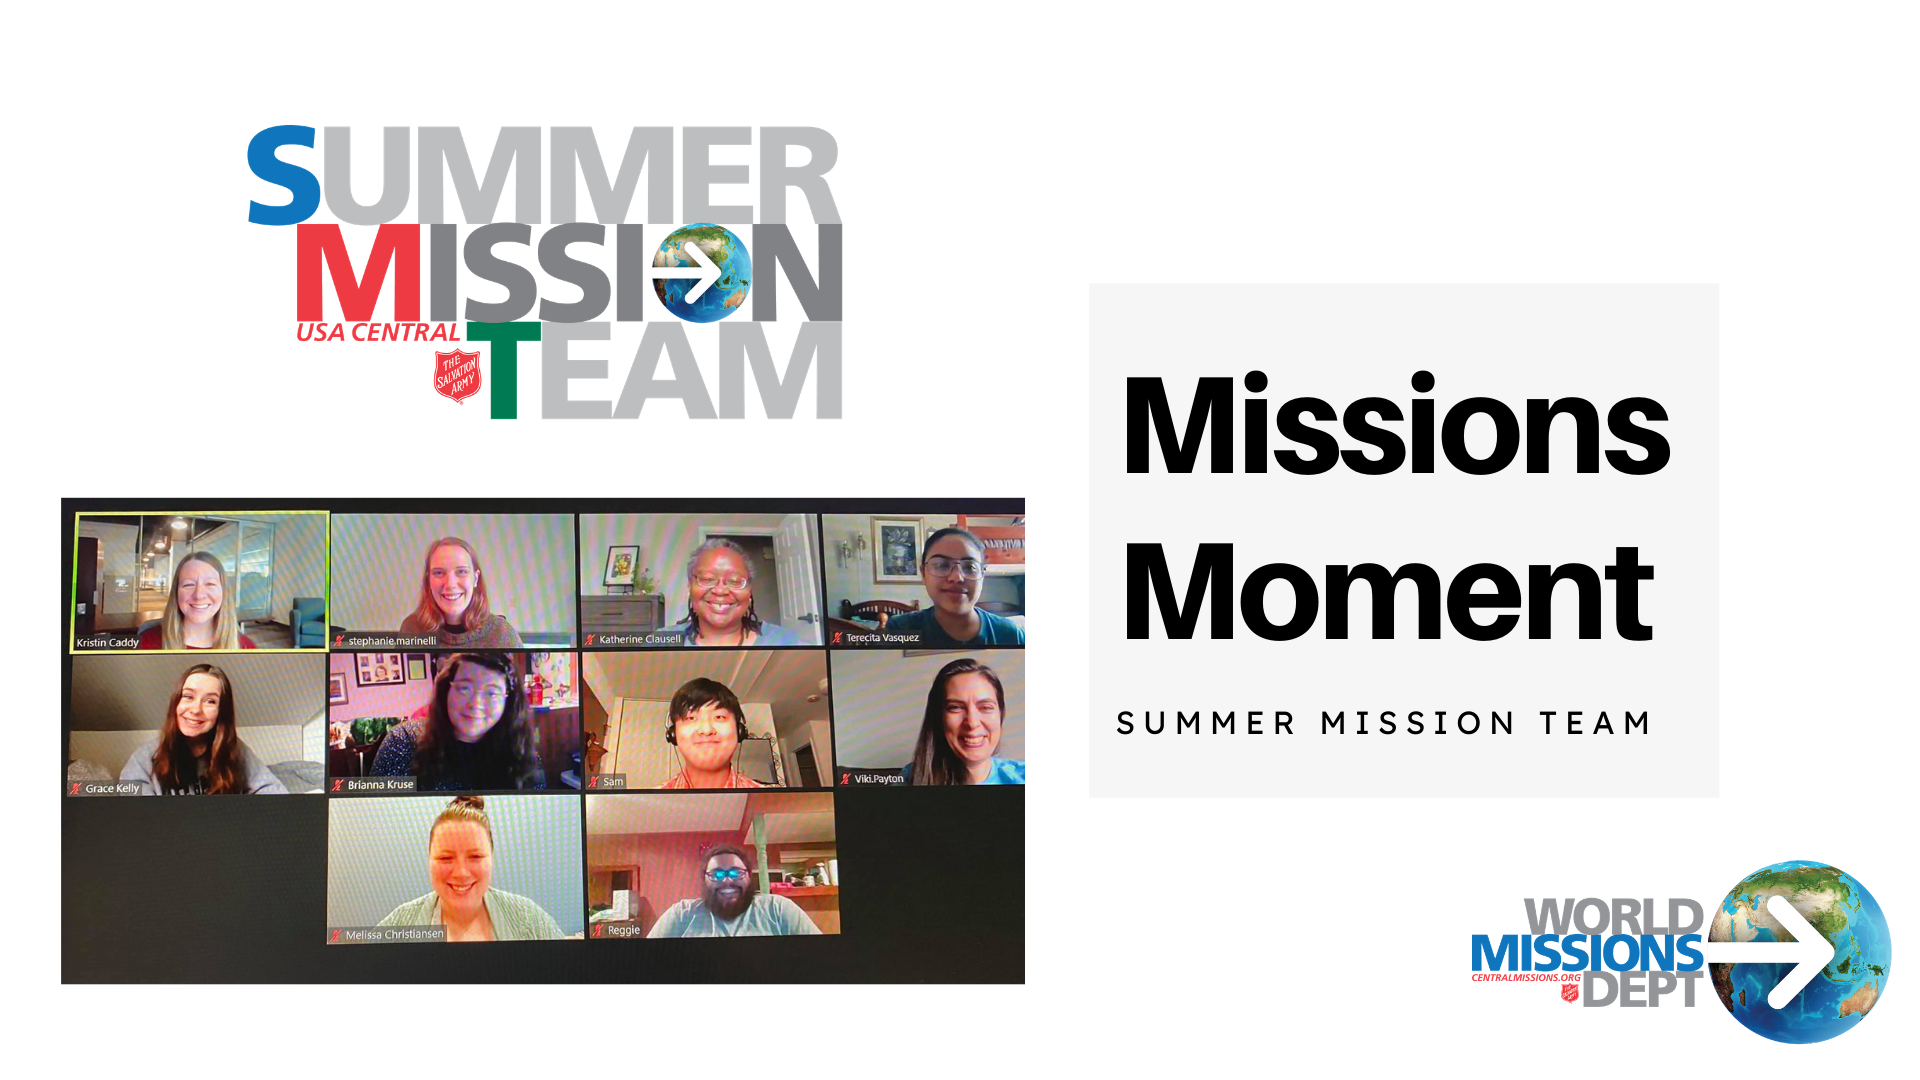 SUMMER
MISSION
USA CENTRAL
TEAM
THE
SALVATION
ARMY
Kristin Caddy
stephanie.marinelli
Katherine Clausell
Terecita Vasquez
Grace Kelly
Brianna Kruse
Sam
Viki.Payton
Melissa Christiansen
Reggie
Missions
Moment
SUMMER MISSION TEAM
WORLD
MISSIONS
CENTRALMISSIONS.ORG
DEPT